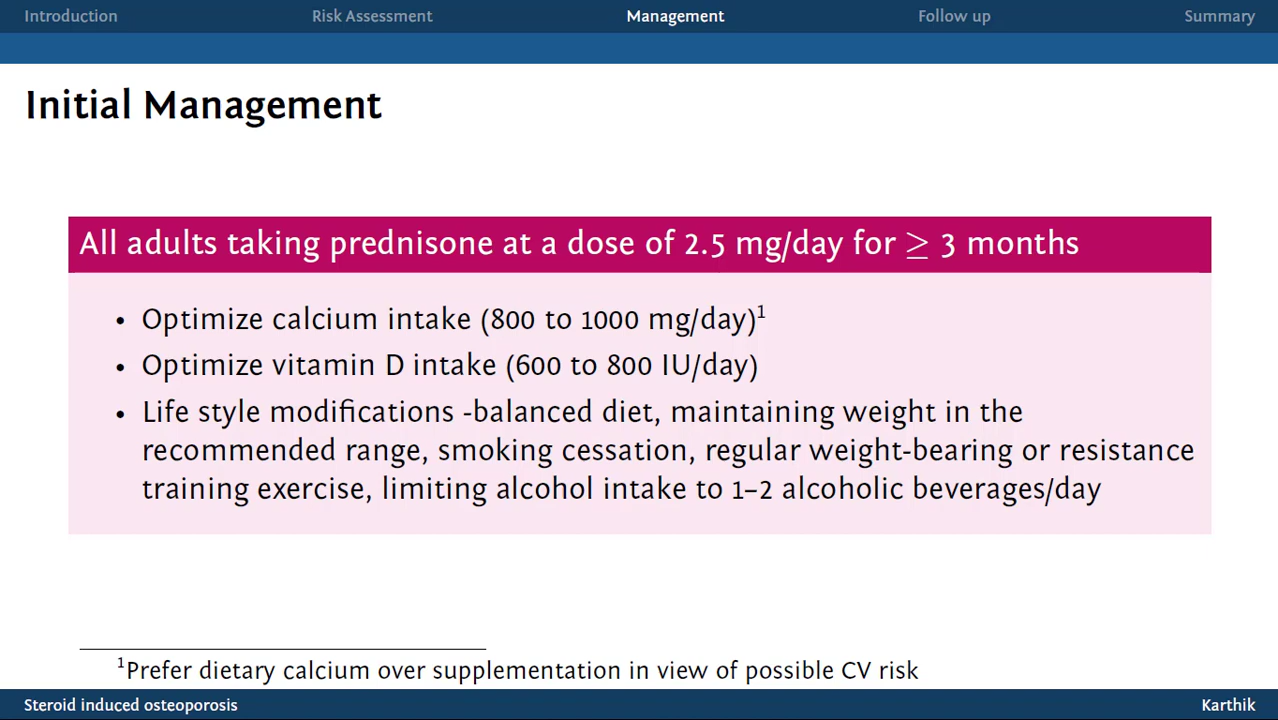 Introduction Risk Assessment Management Follow up Summary
Initial Management
All adults taking prednisone at a dose of 2.5 mg/day for ≥ 3 months
• Optimize calcium intake (800 to 1000 mg/day)¹
• Optimize vitamin D intake (600 to 800 IU/day)
• Life style modifications -balanced diet, maintaining weight in the
recommended range, smoking cessation, regular weight-bearing or resistance
training exercise, limiting alcohol intake to 1–2 alcoholic beverages/day
¹Prefer dietary calcium over supplementation in view of possible CV risk
Steroid induced osteoporosis Karthik